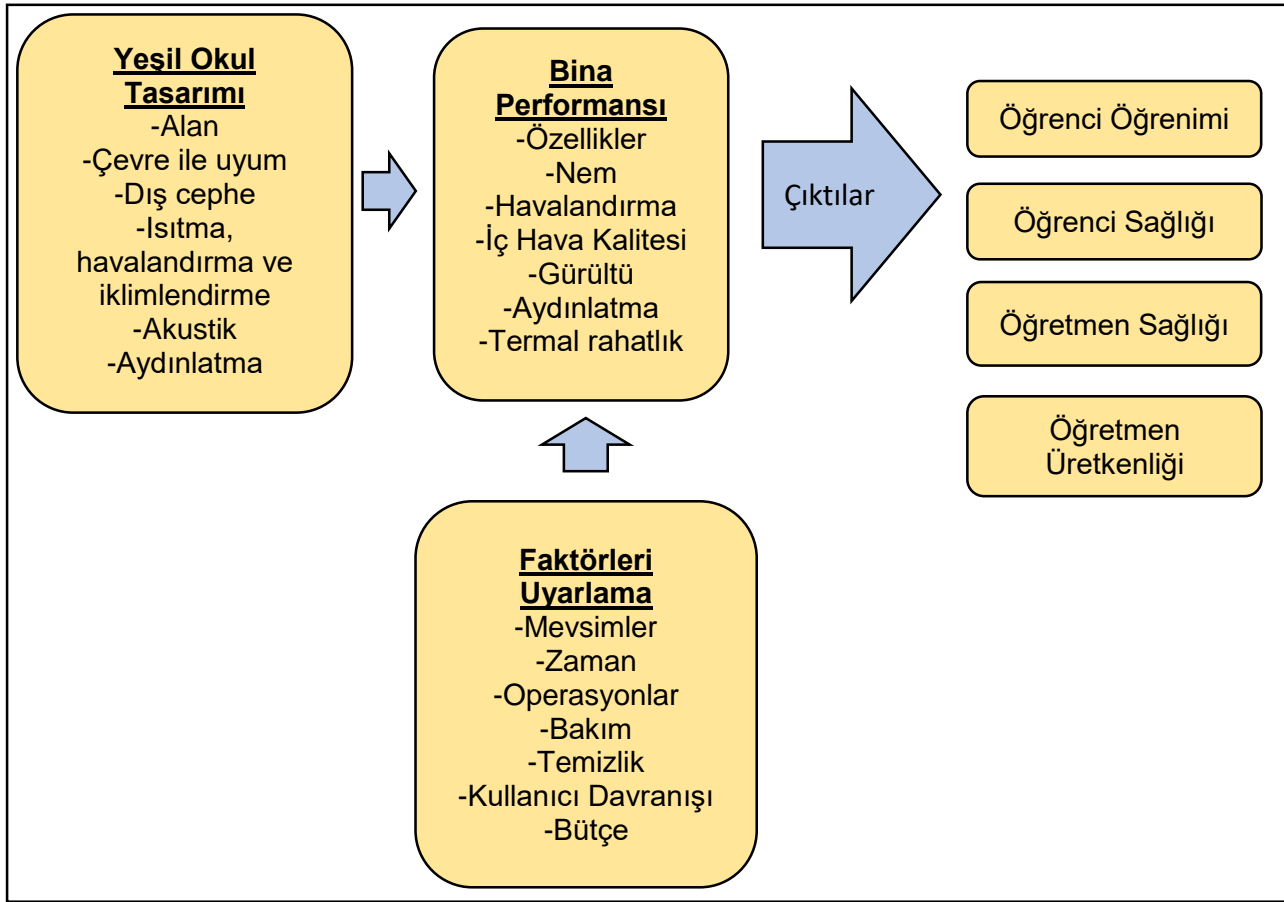 Yeşil Okul
Tasarımı
-Alan
-Çevre ile uyum
-Dış cephe
-Isıtma,
havalandırma ve
iklimlendirme
-Akustik
-Aydınlatma
Bina
Performansı
-Özellikler
-Nem
-Havalandırma
-İç Hava Kalitesi
-Gürültü
-Aydınlatma
-Termal rahatlık
Çıktılar
Öğrenci Öğrenimi
Öğrenci Sağlığı
Öğretmen Sağlığı
Öğretmen
Üretkenliği
Faktörleri
Uyarlama
-Mevsimler
-Zaman
-Operasyonlar
-Bakım
-Temizlik
-Kullanıcı Davranışı
-Bütçe